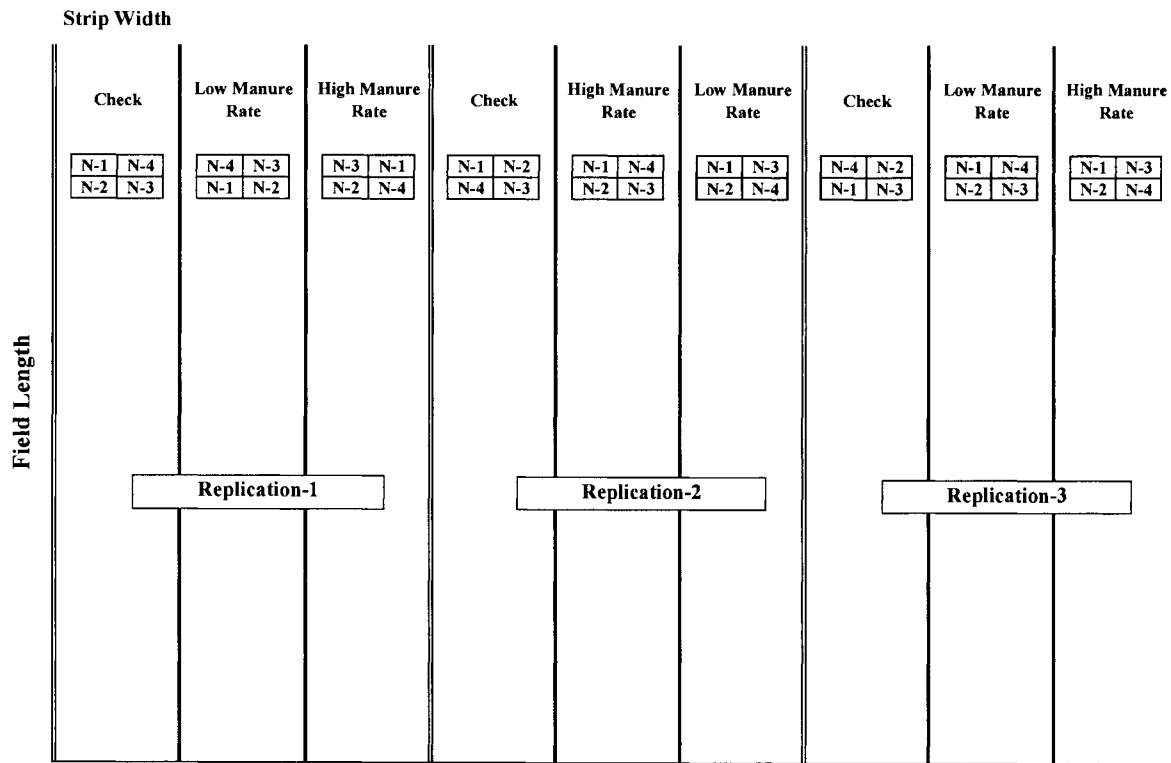 Strip Width
Check
Low Manure
Rate
High Manure
Rate
Check
High Manure
Rate
Low Manure
Rate
Check
Low Manure
Rate
High Manure
Rate
N-1 N-4 N-4 N-3 N-3 N-1 N-1 N-2 N-1 N-4 N-1 N-3 N-4 N-2 N-1 N-4 N-1 N-3
N-2 N-3 N-1 N-2 N-2 N-4 N-4 N-3 N-2 N-3 N-2 N-4 N-1 N-3 N-2 N-3 N-2 N-4
Field Length
Replication-1
Replication-2
Replication-3